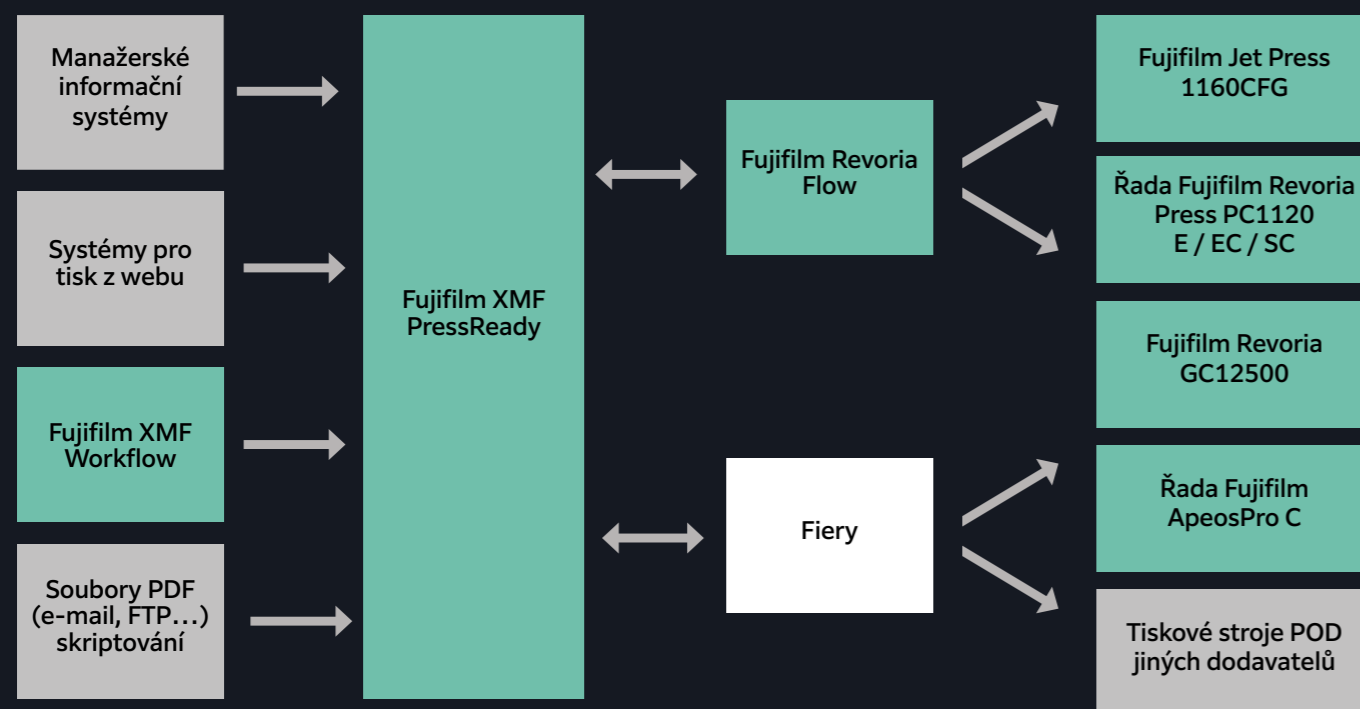 Manažerské
informační
systémy
Systémy pro
tisk z webu
Fujifilm XMF
Workflow
Soubory PDF
(e-mail, FTP...)
skriptování
Fujifilm XMF
PressReady
Fujifilm Revoria
Flow
Fiery
Fujifilm Jet Press
1160CFG
Řada Fujifilm Revoria
Press PC1120
E / EC / SC
Fujifilm Revoria
GC12500
Řada Fujifilm
ApeosPro C
Tiskové stroje POD
jiných dodavatelů